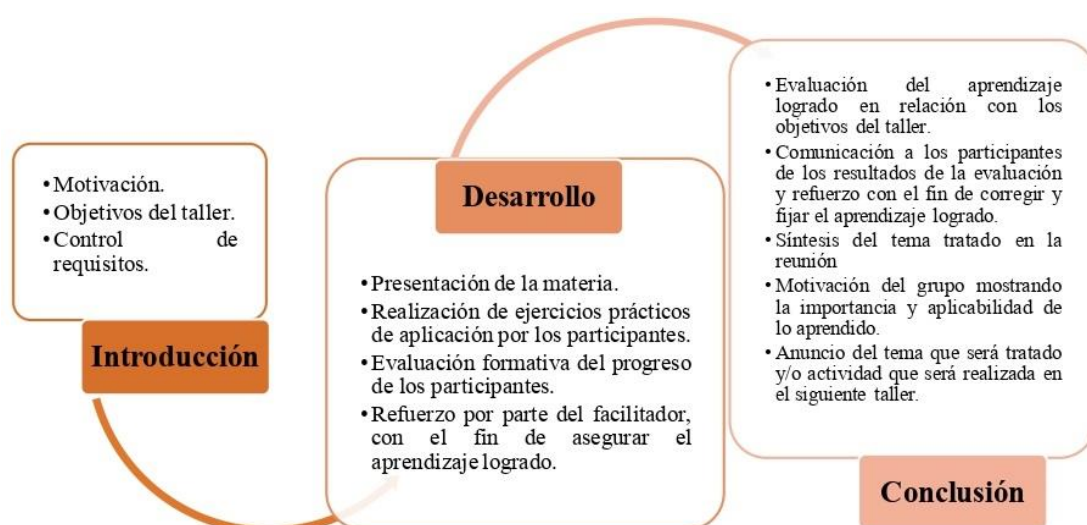 • Motivación.
• Objetivos del taller.
• Control de
requisitos.
Introducción
Desarrollo
• Presentación de la materia.
• Realización de ejercicios prácticos
de aplicación por los participantes.
• Evaluación formativa del progreso
de los participantes.
• Refuerzo por parte del facilitador,
con el fin de asegurar el
aprendizaje logrado.
• Evaluación del aprendizaje
logrado en relación con los
objetivos del taller.
• Comunicación a los participantes
de los resultados de la evaluación
y refuerzo con el fin de corregir y
fijar el aprendizaje logrado.
• Síntesis del tema tratado en la
reunión
• Motivación del grupo mostrando
la importancia y aplicabilidad de
lo aprendido.
• Anuncio del tema que será tratado
y/o actividad que será realizada en
el siguiente taller.
Conclusión